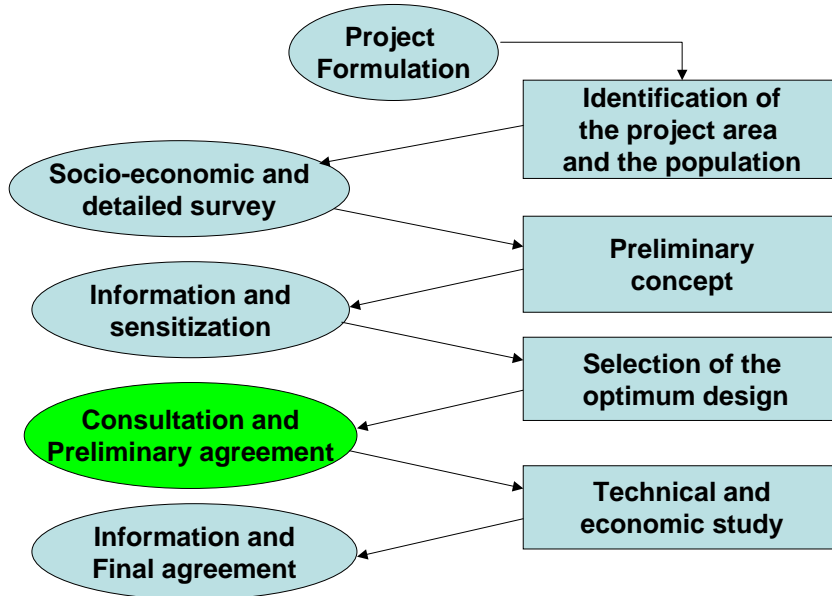 Project
Formulation
Identification of
the project area
and the population
Socio-economic and
detailed survey
Preliminary
concept
Information and
sensitization
Selection of the
optimum design
Consultation and
Preliminary agreement
Technical and
economic study
Information and
Final agreement